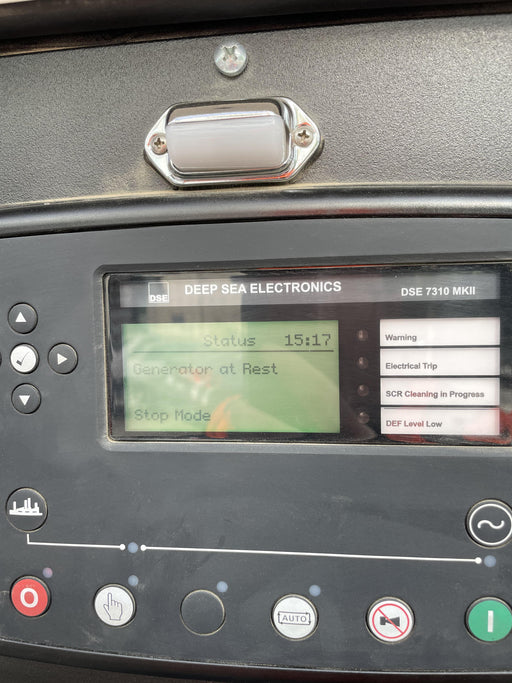 DSE
DEEP SEA ELECTRONICS
DSE 7310 MKII
Status 15:17
Generator at Rest
Stop Mode
Warning
Electrical Trip
SCR Cleaning in Progress
DEF Level Low
O
AUTO
I